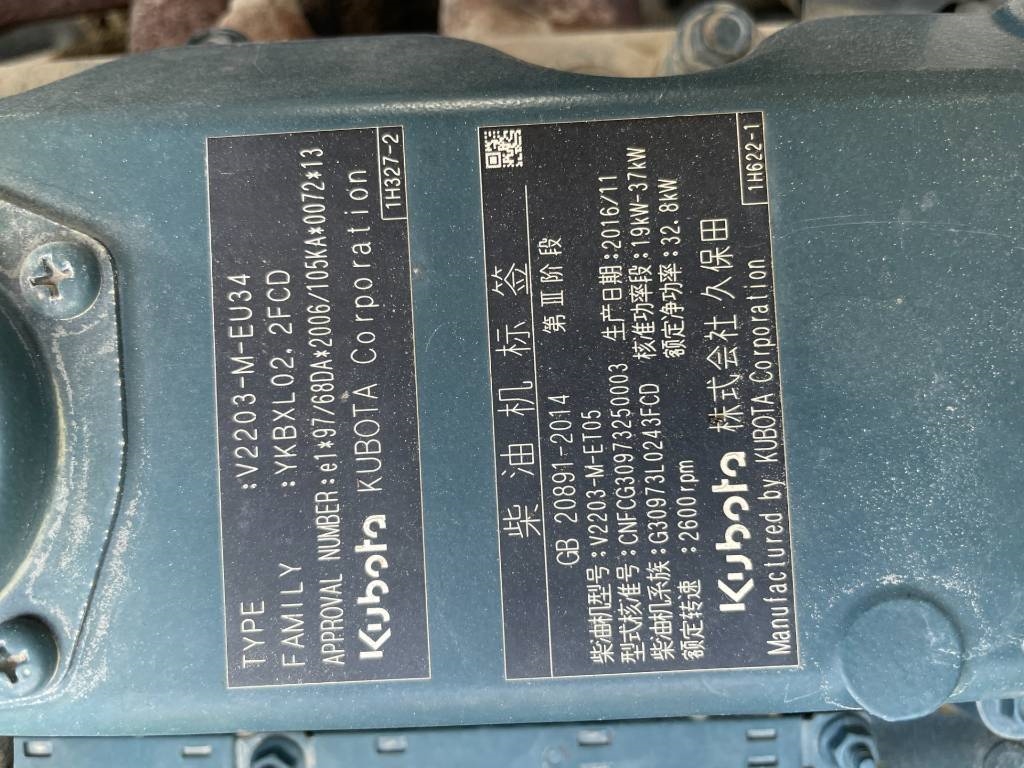 TYPE :V2203-M-EU34
FAMILY :YKBXL02.2FCD
APPROVAL NUMBER:e1*97/68DA*2006/105KA*0072*13
Kubota KUBOTA Corporation
1H327-2
柴油机标签
GB 20891-2014 第Ⅲ阶段
柴油机型号:V2203-M-ET05 生产日期:2016/11
型式核准号:CNFCG30973250003 核准功率段:19kW-37kW
柴油机系族:G30973L0243FCD 额定净功率:32.8kW
额定转速 :2600rpm
Kubota 株式会社 久保田
Manufactured by KUBOTA Corporation
1H622-1